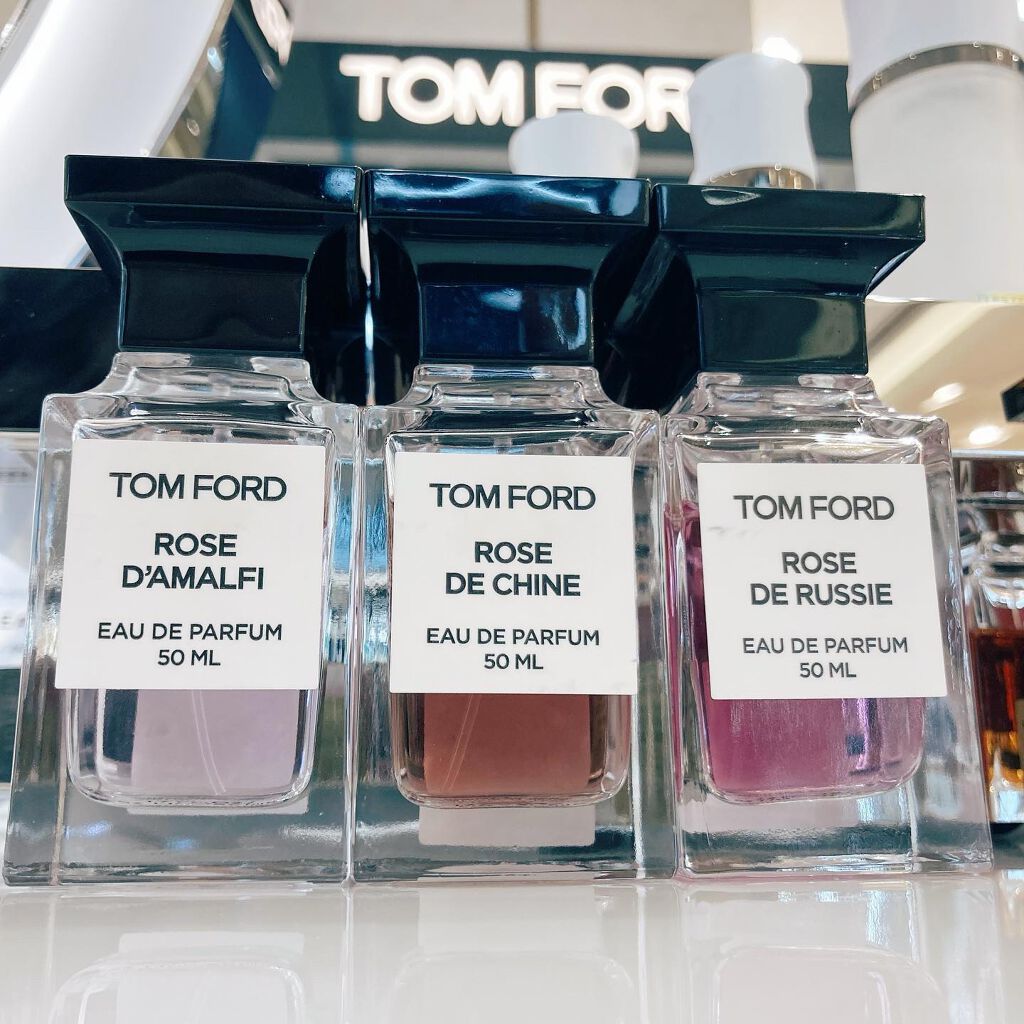 TOM FOR
TOM FORD
ROSE
D'AMALFI
EAU DE PARFUM
50 ML
TOM FORD
ROSE
DE CHINE
EAU DE PARFUM
50 ML
TOM FORD
ROSE
DE RUSSIE
EAU DE PARFUM
50 ML